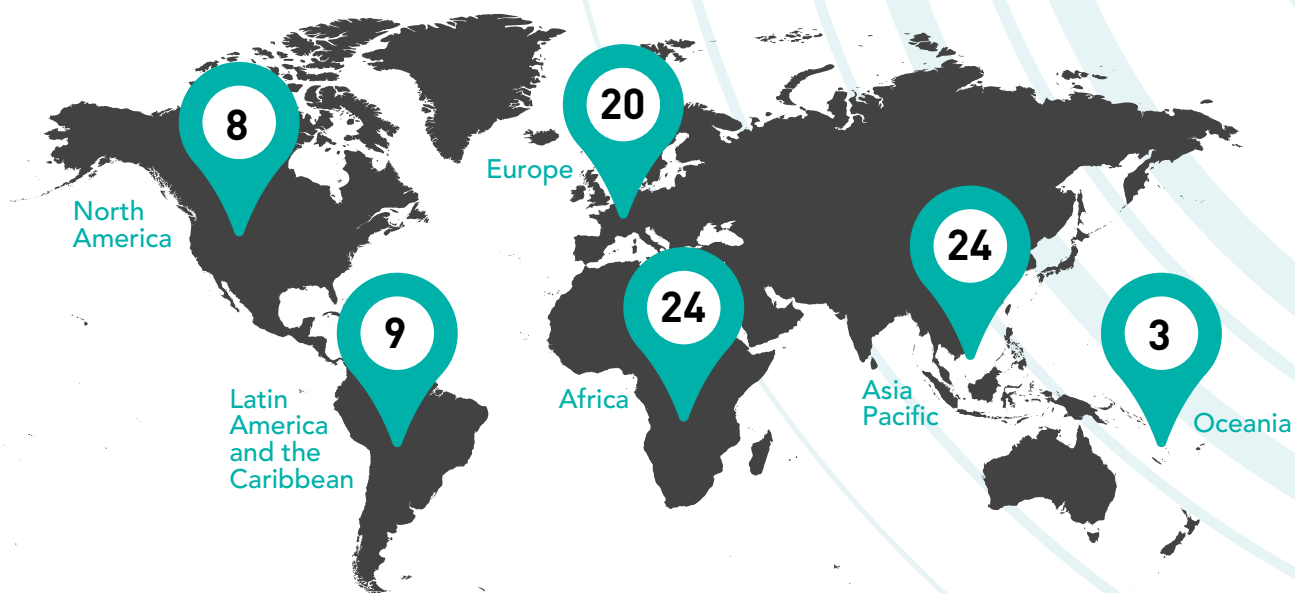 8
North
America
20
Europe
24
Asia
Pacific
24
Africa
9
Latin
America
and the
Caribbean
3
Oceania